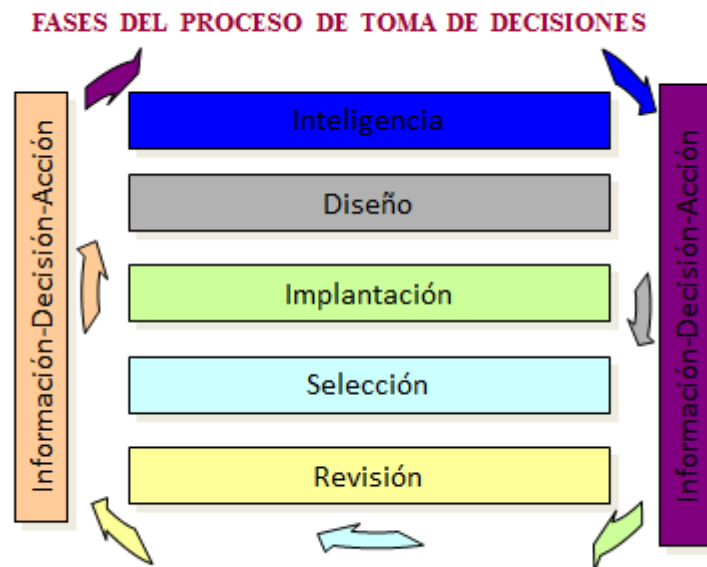 FASES DEL PROCESO DE TOMA DE DECISIONES
Información-Decisión-Acción
Inteligencia
Diseño
Implantación
Selección
Revisión
Información-Decisión-Acción